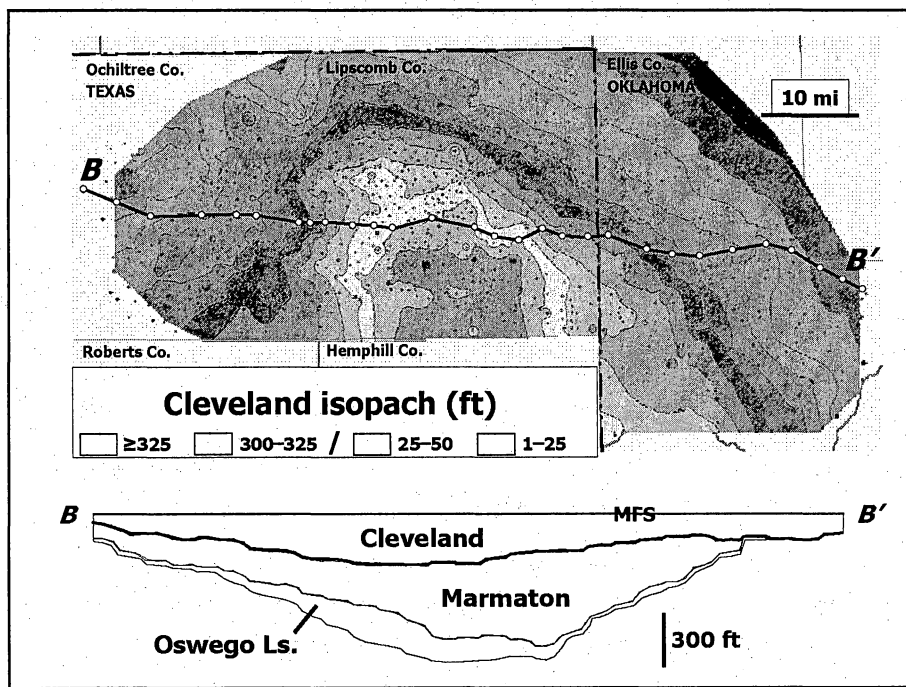 Ochiltree Co.
TEXAS
Lipscomb Co.
Ellis Co.
OKLAHOMA
10 mi
B
B'
Roberts Co.
Hemphill Co.
Cleveland isopach (ft)
≥325 300–325 / 25–50 1–25
B MFS B'
Cleveland
Marmaton
Oswego Ls.
300 ft